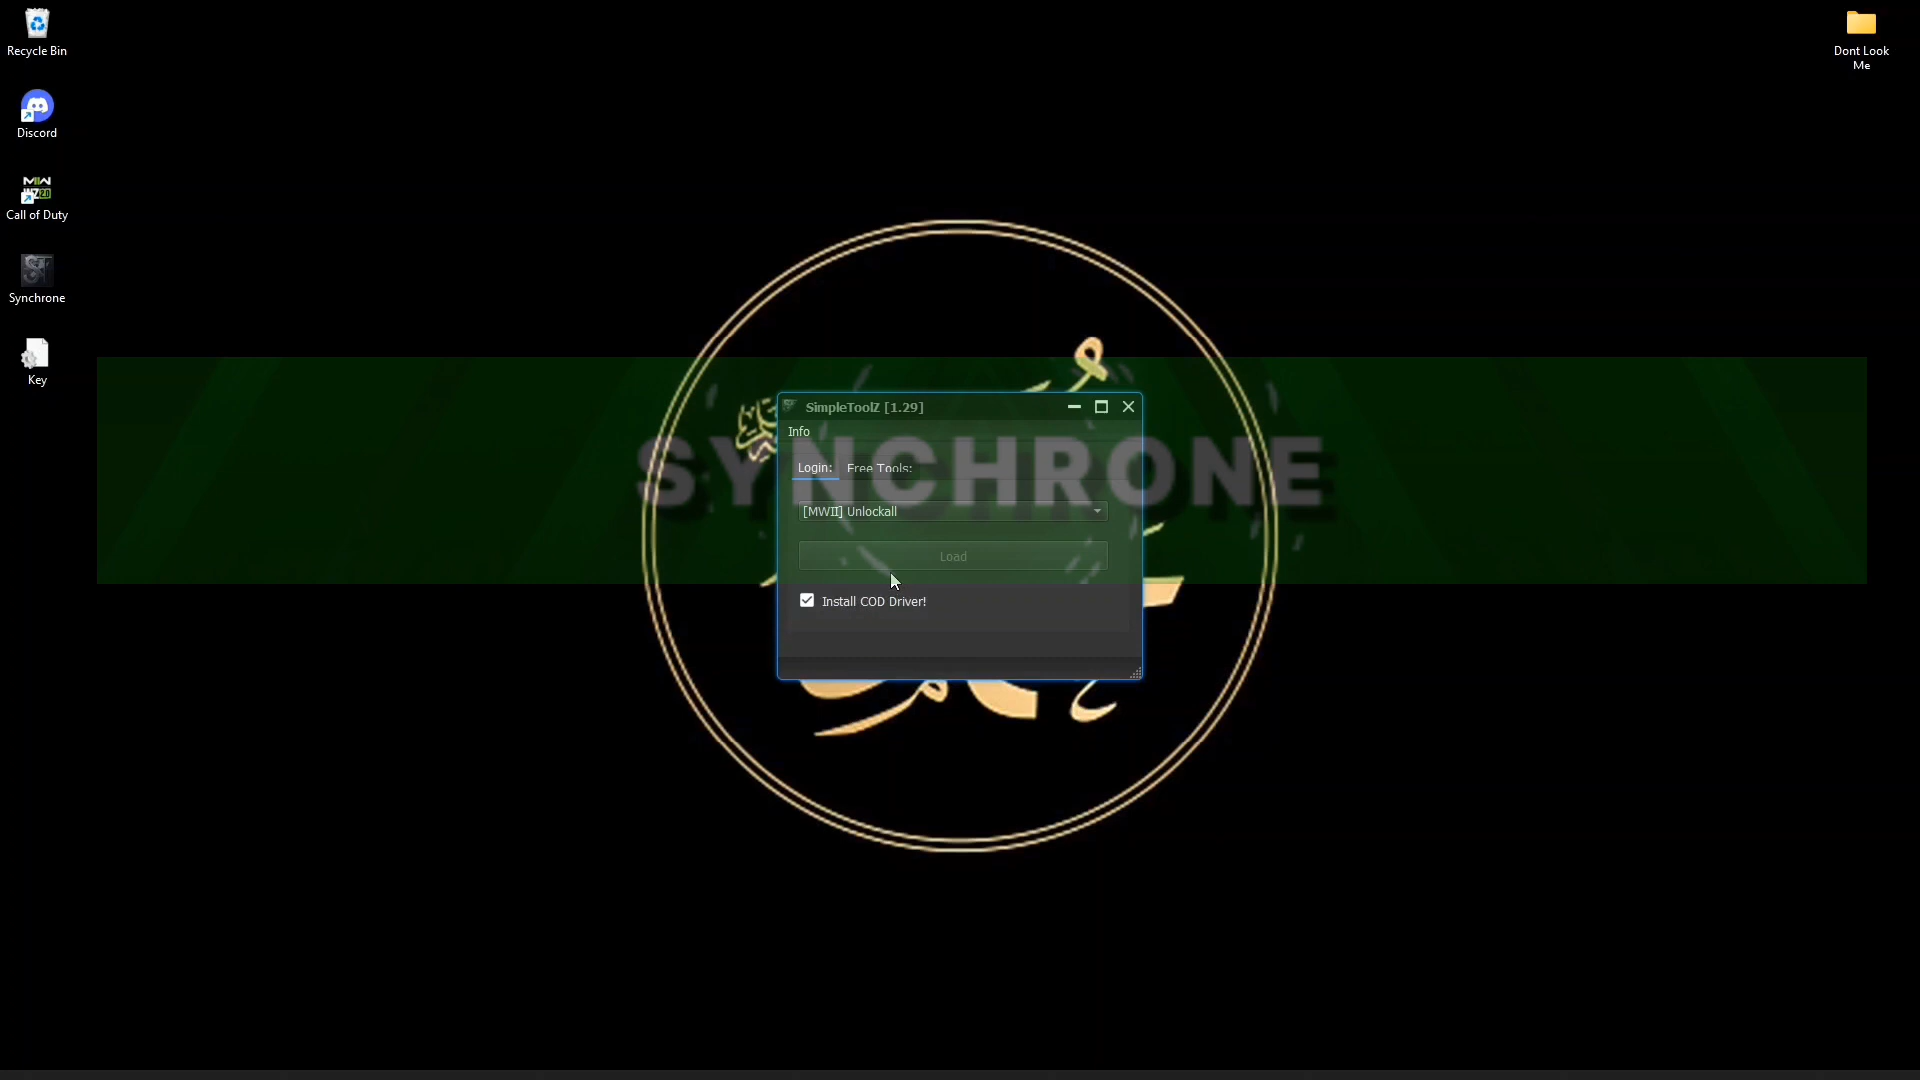 Recycle Bin
Dont Look
Me
Discord
Call of Duty
Synchrone
Key
SimpleToolZ [1.29]
Info
SYNCHRONE
Login:
Free Tools:
[MWII] Unlockall
Load
Install COD Driver!